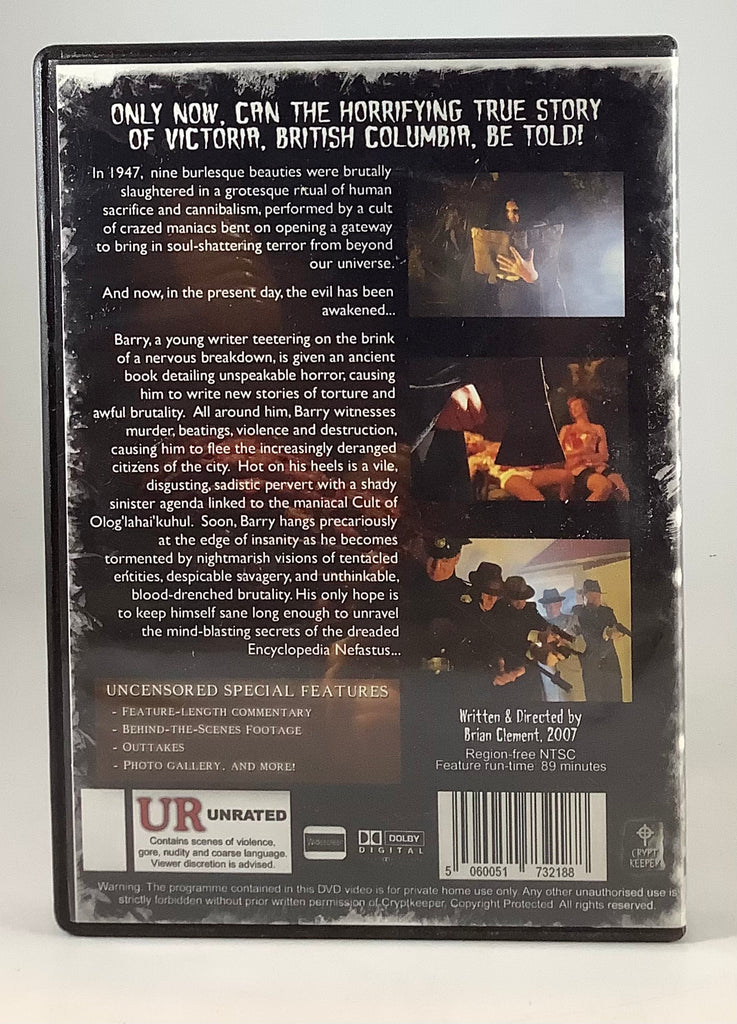 ONLY NOW, CAN THE HORRIFYING TRUE STORY
OF VICTORIA, BRITISH COLUMBIA, BE TOLD!
In 1947, nine burlesque beauties were brutally
slaughtered in a grotesque ritual of human
sacrifice and cannibalism, performed by a cult
of crazed maniacs bent on opening a gateway
to bring in soul-shattering terror from beyond
our universe.
And now, in the present day, the evil has been
awakened...
Barry, a young writer teetering on the brink
of a nervous breakdown, is given an ancient
book detailing unspeakable horror, causing
him to write new stories of torture and
awful brutality. All around him, Barry witnesses
murder, beatings, violence and destruction,
causing him to flee the increasingly deranged
citizens of the city. Hot on his heels is a vile,
disgusting, sadistic pervert with a shady
sinister agenda linked to the maniacal Cult of
Olog'lahai'kuhul. Soon, Barry hangs precariously
at the edge of insanity as he becomes
tormented by nightmarish visions of tentacled
entities, despicable savagery, and unthinkable,
blood-drenched brutality. His only hope is
to keep himself sane long enough to unravel
the mind-blasting secrets of the dreaded
Encyclopedia Nefastus...
UNCENSORED SPECIAL FEATURES
- FEATURE-LENGTH COMMENTARY
- BEHIND-THE-SCENES FOOTAGE
- OUTTAKES
- PHOTO GALLERY, AND MORE!
Written & Directed by
Brian Clement, 2007
Region-free NTSC
Feature run-time: 89 minutes
UR UNRATED
Contains scenes of violence,
gore, nudity and coarse language.
Viewer discretion is advised.
Widescreen
DOLBY
DIGITAL
5 060051 732188
CRYPT
KEEPER
Warning. The programme contained in this DVD video is for private home use only. Any other unauthorised use is
strictly forbidden without prior written permission of Cryptkeeper. Copyright Protected. All rights reserved.